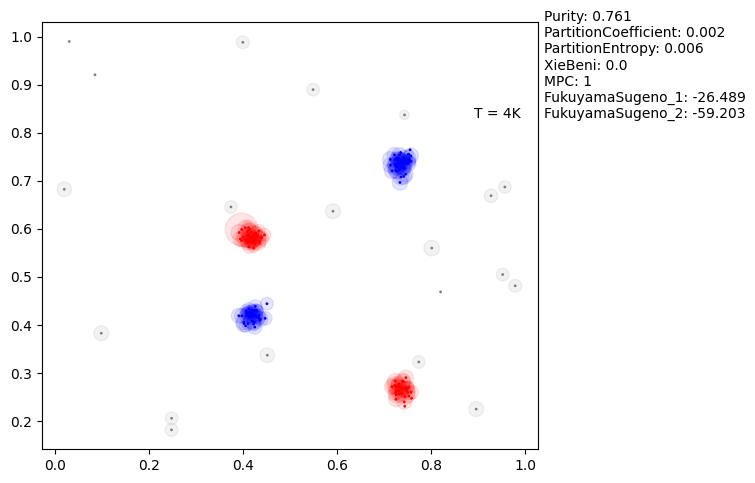 Purity: 0.761
PartitionCoefficient: 0.002
PartitionEntropy: 0.006
XieBeni: 0.0
MPC: 1
FukuyamaSugeno_1: -26.489
FukuyamaSugeno_2: -59.203
T = 4K
1.0
0.9
0.8
0.7
0.6
0.5
0.4
0.3
0.2
0.0
0.2
0.4
0.6
0.8
1.0